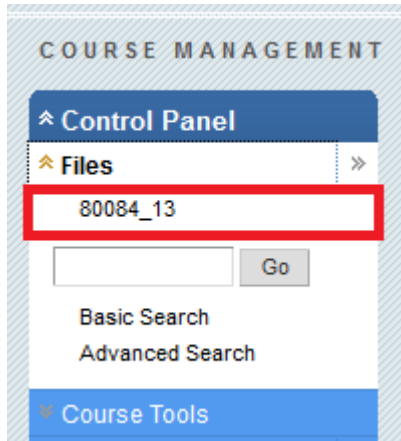 COURSE MANAGEMENT
Control Panel
Files
80084_13
Go
Basic Search
Advanced Search
Course Tools